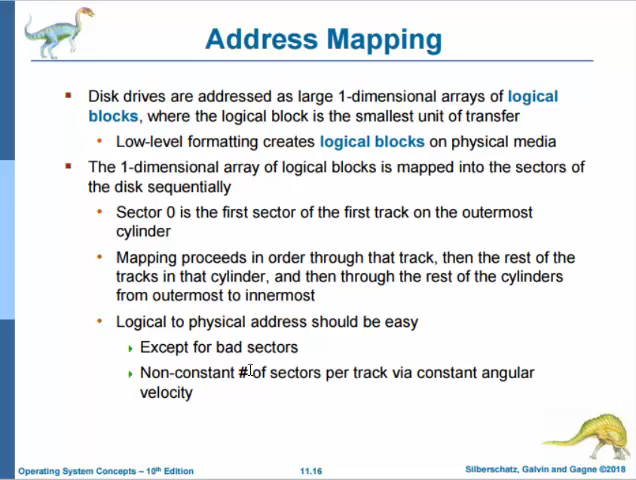 Address Mapping
Disk drives are addressed as large 1-dimensional arrays of logical
blocks, where the logical block is the smallest unit of transfer
Low-level formatting creates logical blocks on physical media
The 1-dimensional array of logical blocks is mapped into the sectors of
the disk sequentially
Sector 0 is the first sector of the first track on the outermost
cylinder
Mapping proceeds in order through that track, then the rest of the
tracks in that cylinder, and then through the rest of the cylinders
from outermost to innermost
Logical to physical address should be easy
Except for bad sectors
Non-constant # of sectors per track via constant angular
velocity
Operating System Concepts – 10th Edition
11.16
Silberschatz, Galvin and Gagne ©2018